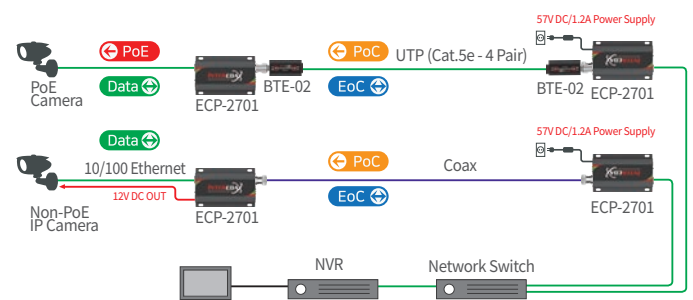 57V DC/1.2A Power Supply
PoE
PoC
UTP (Cat.5e - 4 Pair)
Data
EoC
PoE
Camera
BTE-02
BTE-02
ECP-2701
ECP-2701
57V DC/1.2A Power Supply
Data
PoC
10/100 Ethernet
Coax
12V DC OUT
EoC
Non-PoE
IP Camera
ECP-2701
ECP-2701
NVR
Network Switch